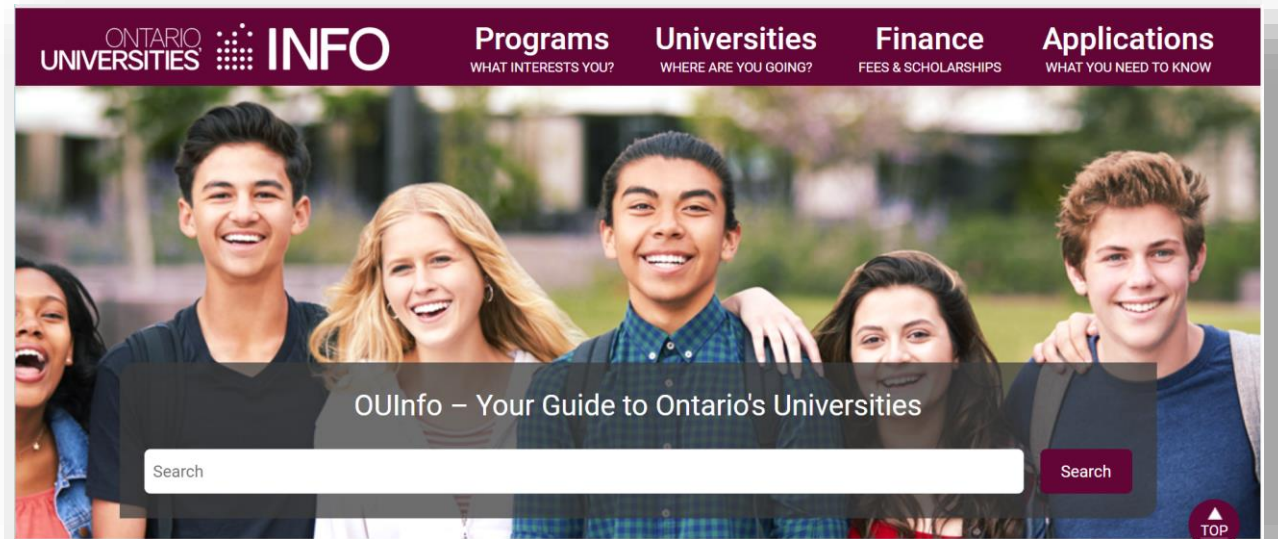 ONTARIO
UNIVERSITIES' INFO
Programs
WHAT INTERESTS YOU?
Universities
WHERE ARE YOU GOING?
Finance
FEES & SCHOLARSHIPS
Applications
WHAT YOU NEED TO KNOW
OUInfo – Your Guide to Ontario's Universities
Search
Search
TOP